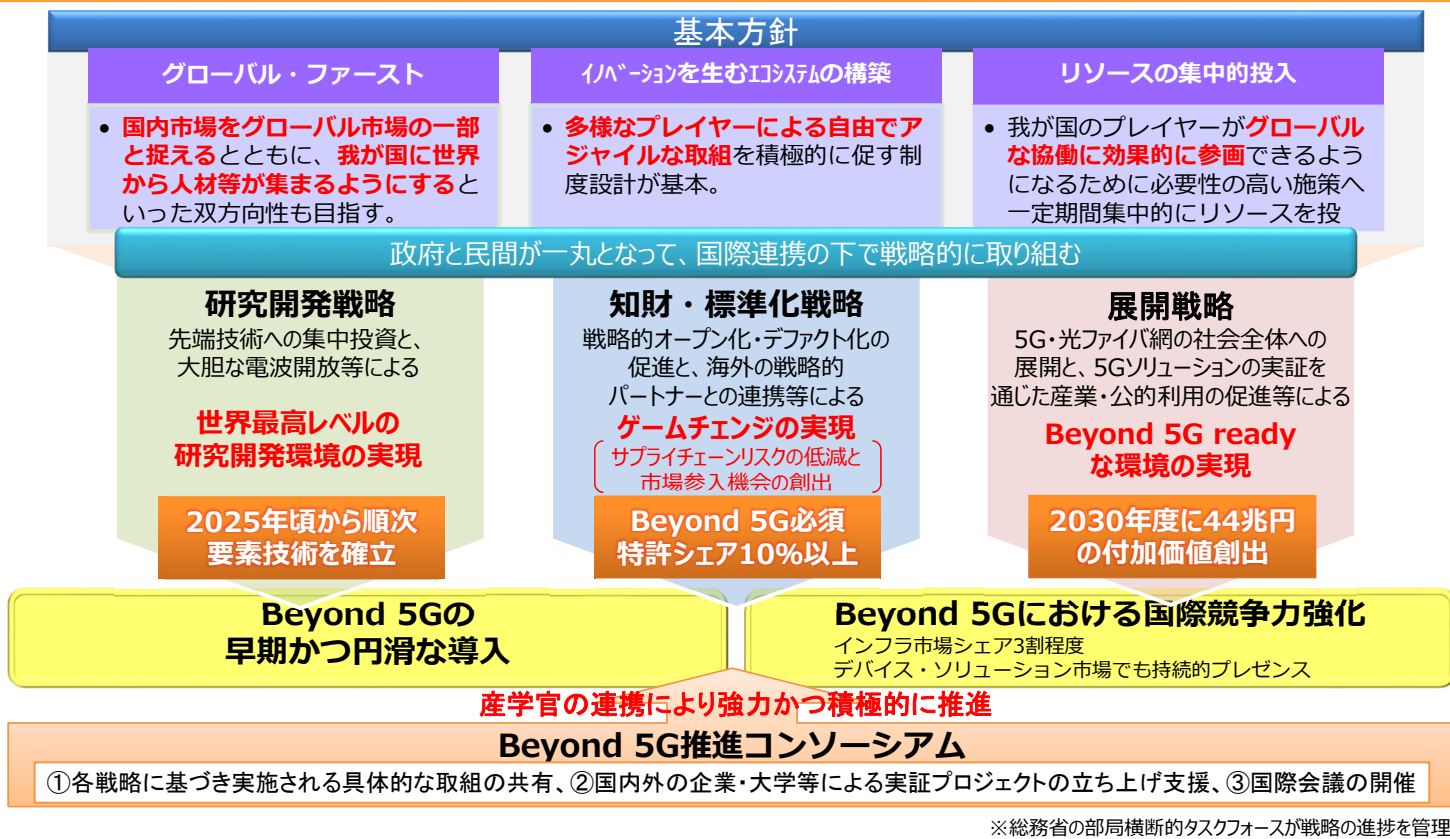 基本方針
グローバル・ファースト
• 国内市場をグローバル市場の一部
と捉えるとともに、我が国に世界
から人材等が集まるようにすると
いった双方向性も目指す。
ｲﾉﾍﾞｰｼｮﾝを生むｴｺｼｽﾃﾑの構築
• 多様なプレイヤーによる自由でア
ジャイルな取組を積極的に促す制
度設計が基本。
リソースの集中的投入
• 我が国のプレイヤーがグローバル
な協働に効果的に参画できるよう
になるために必要性の高い施策へ
一定期間集中的にリソースを投
政府と民間が一丸となって、国際連携の下で戦略的に取り組む
研究開発戦略
先端技術への集中投資と、
大胆な電波開放等による
世界最高レベルの
研究開発環境の実現
2025年頃から順次
要素技術を確立
知財・標準化戦略
戦略的オープン化・デファクト化の
促進と、海外の戦略的
パートナーとの連携等による
ゲームチェンジの実現
サプライチェーンリスクの低減と
市場参入機会の創出
Beyond 5G必須
特許シェア10%以上
展開戦略
5G・光ファイバ網の社会全体への
展開と、5Gソリューションの実証を
通じた産業・公的利用の促進等による
Beyond 5G ready
な環境の実現
2030年度に44兆円
の付加価値創出
Beyond 5Gの
早期かつ円滑な導入
Beyond 5Gにおける国際競争力強化
インフラ市場シェア3割程度
デバイス・ソリューション市場でも持続的プレゼンス
産学官の連携により強力かつ積極的に推進
Beyond 5G推進コンソーシアム
①各戦略に基づき実施される具体的な取組の共有、②国内外の企業・大学等による実証プロジェクトの立ち上げ支援、③国際会議の開催
※総務省の部局横断的タスクフォースが戦略の進捗を管理